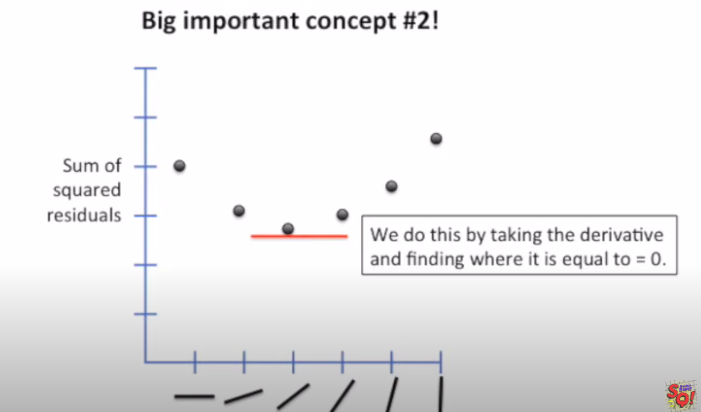 Big important concept #2!
Sum of
squared
residuals
We do this by taking the derivative
and finding where it is equal to = 0.
SQ!